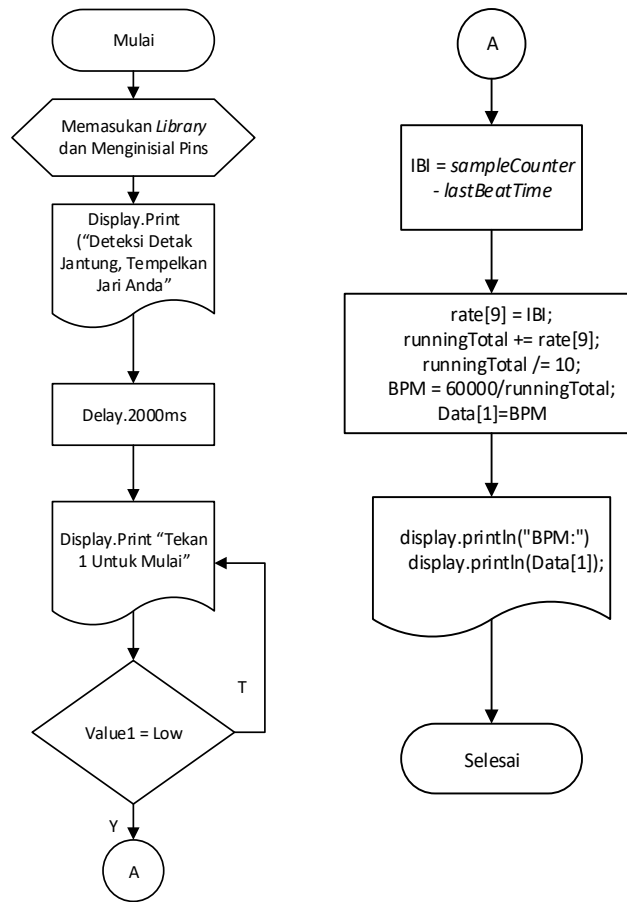 Mulai
Memasukan Library
dan Menginisial Pins
Display.Print
(“Deteksi Detak
Jantung, Tempelkan
Jari Anda”
Delay.2000ms
Display.Print “Tekan
1 Untuk Mulai”
T
Value1 = Low
Y
A
A
IBI = sampleCounter
- lastBeatTime
rate[9] = IBI;
runningTotal += rate[9];
runningTotal /= 10;
BPM = 60000/runningTotal;
Data[1]=BPM
display.println("BPM:")
display.println(Data[1]);
Selesai